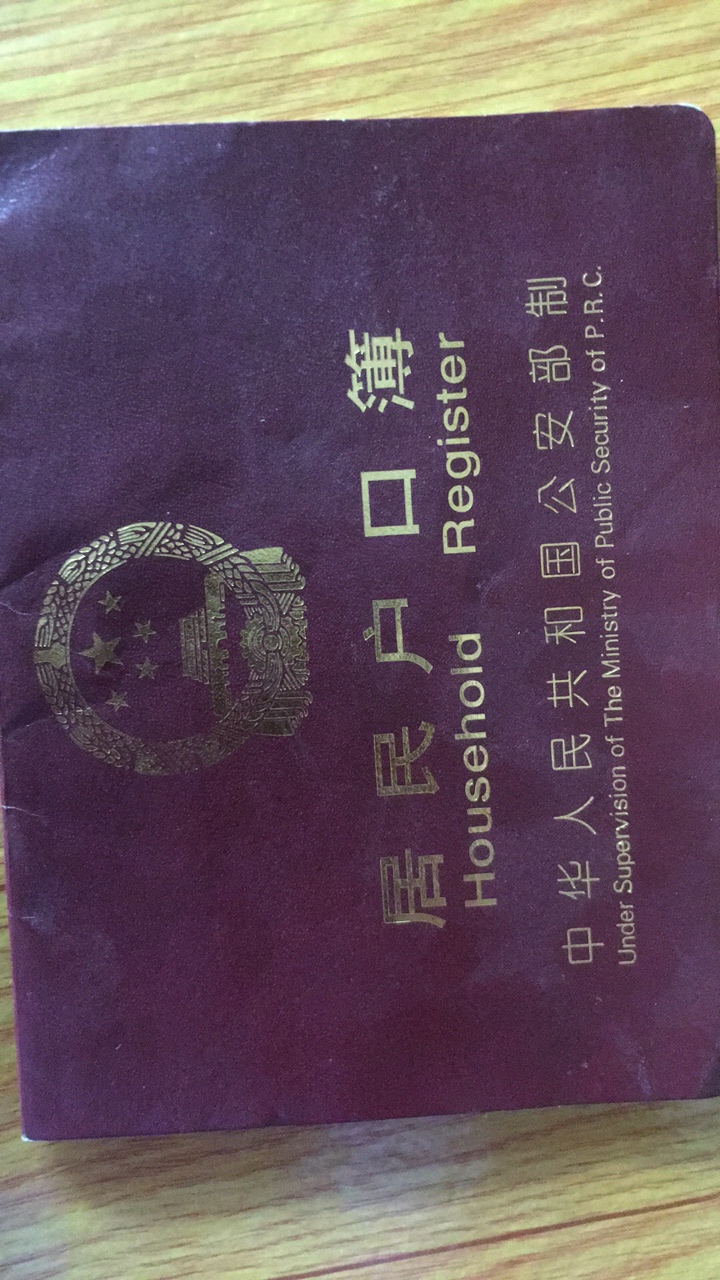 居民户口簿
Household Register
中华人民共和国公安部制
Under Supervision of The Ministry of Public Security of P.R.C.